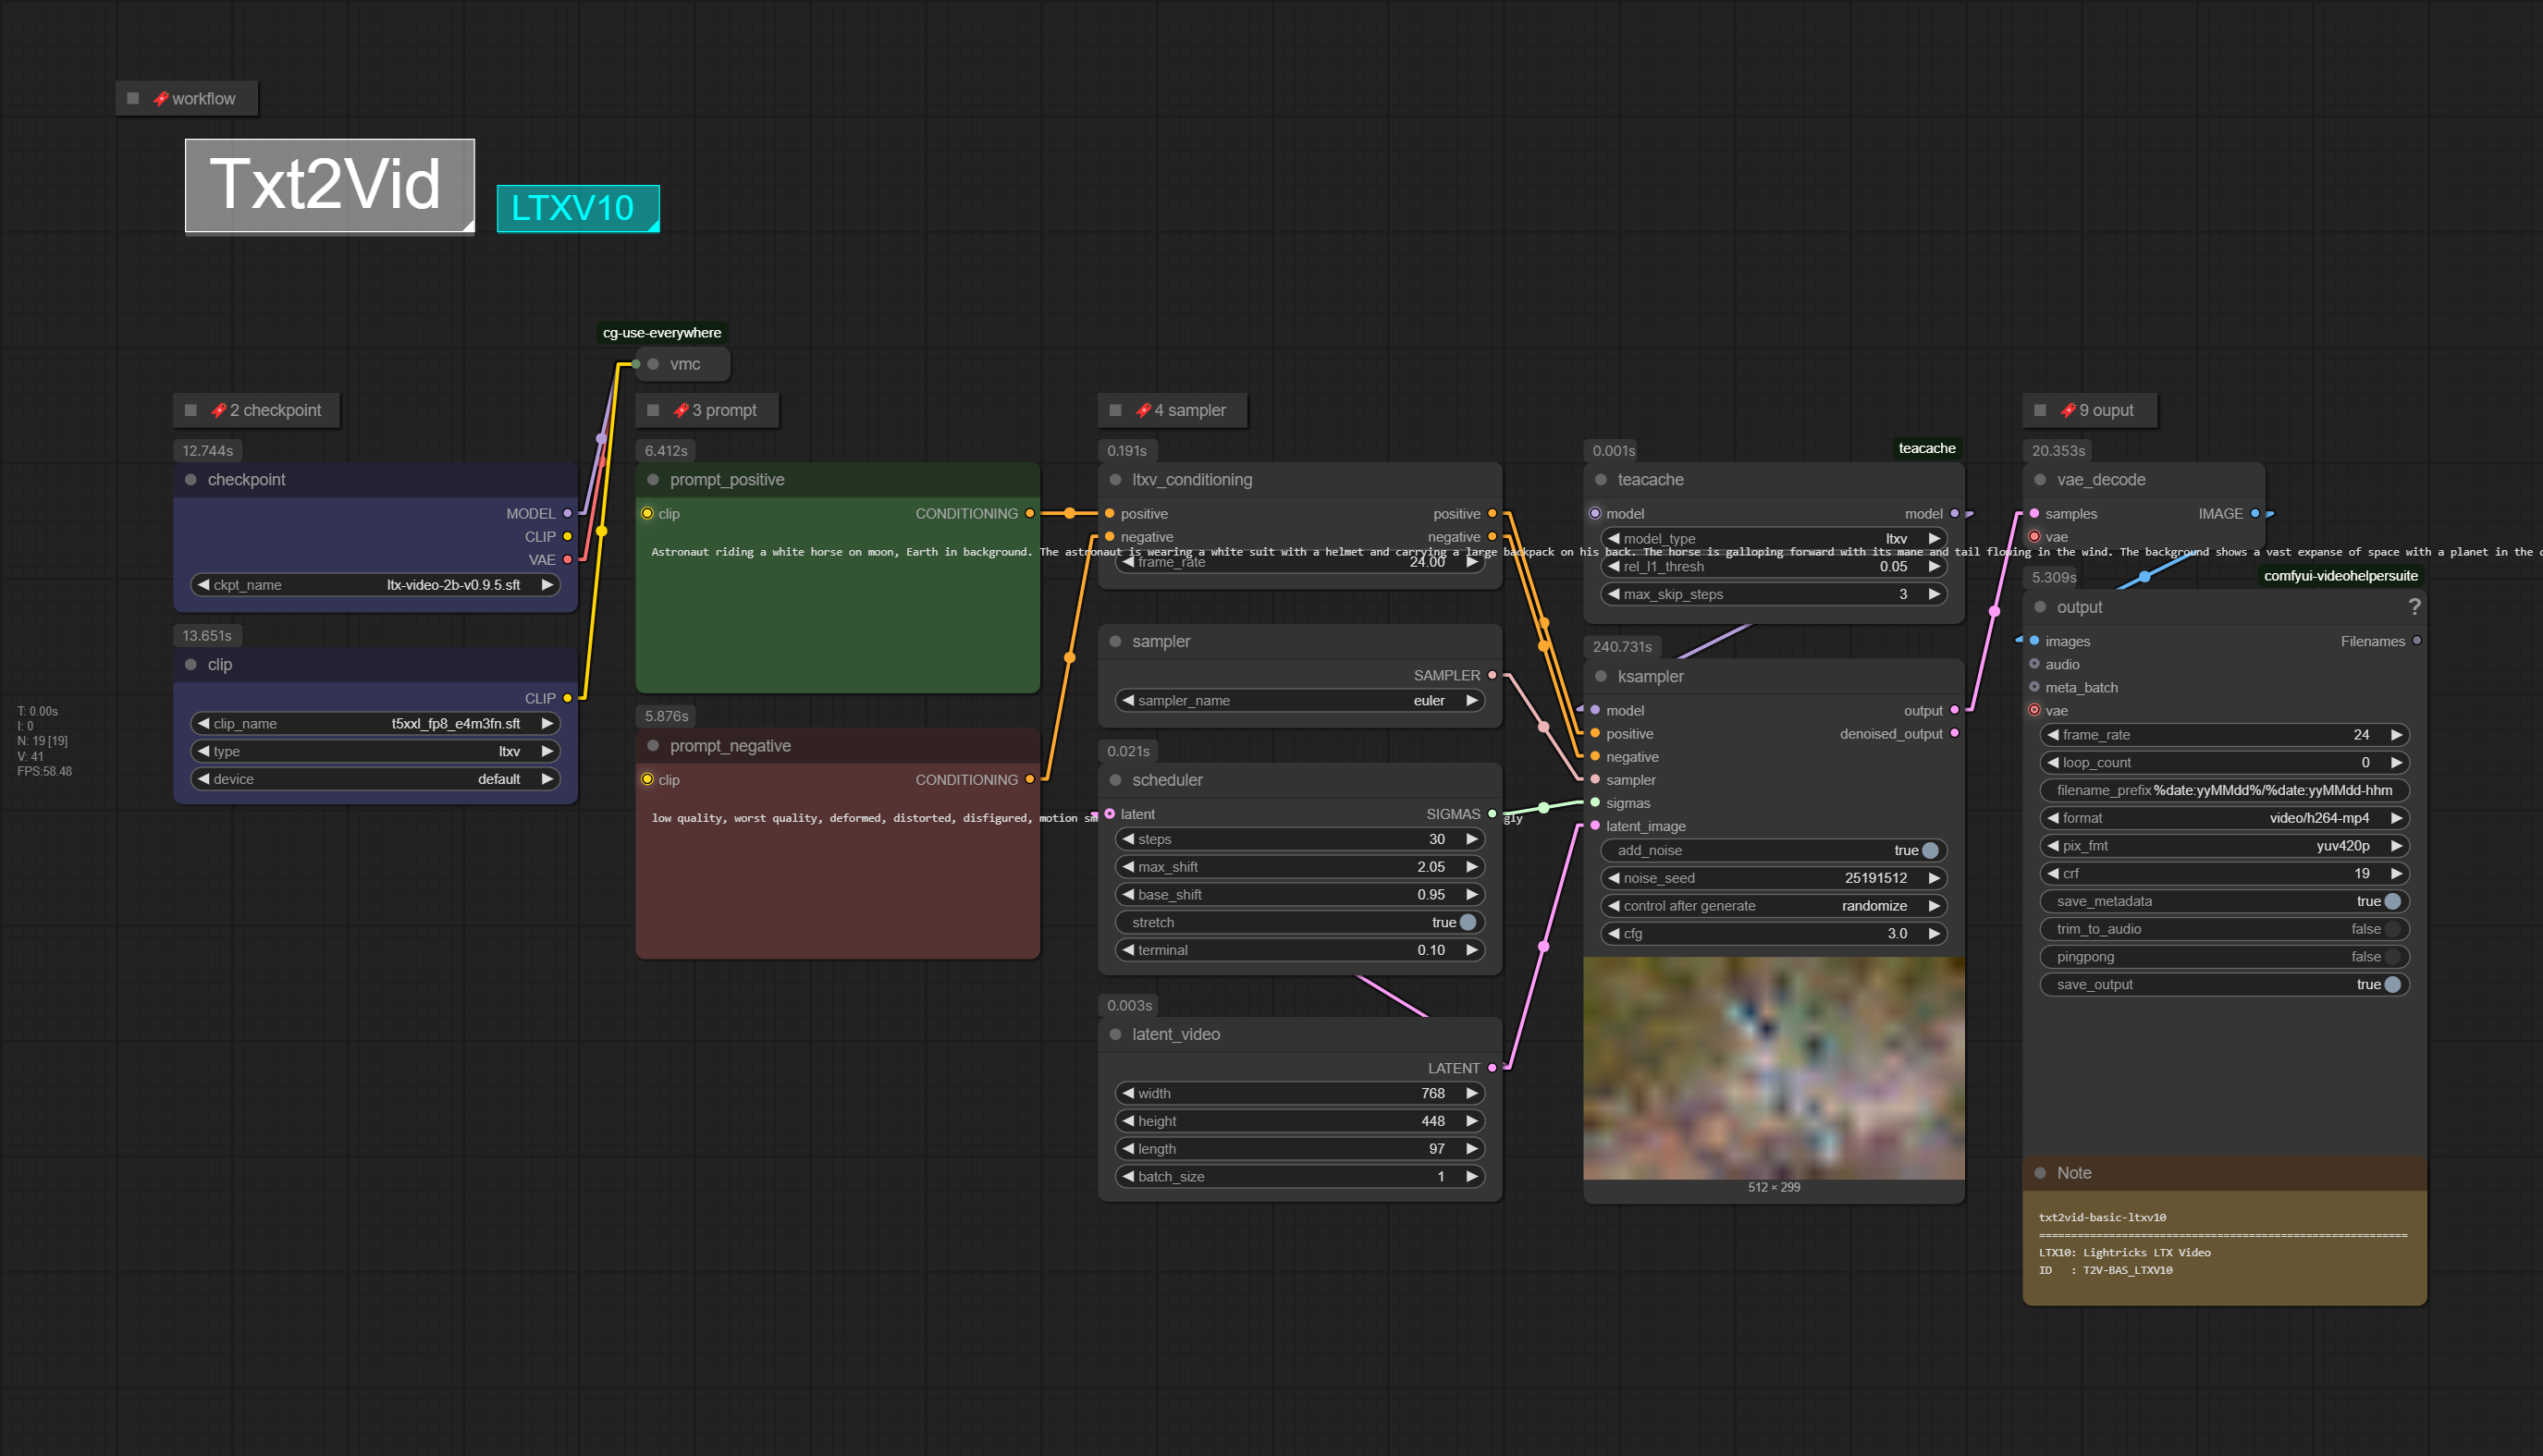 workflow
Txt2Vid
LTXV10
cg-use-everywhere
vmc
2 checkpoint
12.744s
checkpoint
MODEL
CLIP
VAE
ckpt_name ltx-video-2b-v0.9.5.sft
13.651s
clip
CLIP
clip_name t5xxl_fp8_e4m3fn.sft
type ltxv
device default
T: 0.00s
I: 0
N: 19 [19]
V: 41
FPS:58.48
3 prompt
6.412s
prompt_positive
clip CONDITIONING
Astronaut riding a white horse on moon, Earth in background. The astronaut is wearing a white suit with a helmet and carrying a large backpack on his back. The horse is galloping forward with its mane and tail flowing in the wind. The background shows a vast expanse of space with a planet in the
5.876s
prompt_negative
clip CONDITIONING
low quality, worst quality, deformed, distorted, disfigured, motion sm gly
4 sampler
0.191s
ltxv_conditioning
positive positive
negative negative
frame_rate 24.00
sampler
SAMPLER
sampler_name euler
0.021s
scheduler
latent SIGMAS
steps 30
max_shift 2.05
base_shift 0.95
stretch true
terminal 0.10
0.003s
latent_video
LATENT
width 768
height 448
length 97
batch_size 1
0.001s teacache
teacache
model model
model_type ltxv
rel_l1_thresh 0.05
max_skip_steps 3
240.731s
ksampler
model output
positive denoised_output
negative
sampler
sigmas
latent_image
add_noise true
noise_seed 25191512
control after generate randomize
cfg 3.0
512 × 299
9 ouput
20.353s
vae_decode
samples IMAGE
vae
5.309s comfyui-videohelpersuite
output ?
images Filenames
audio
meta_batch
vae
frame_rate 24
loop_count 0
filename_prefix %date:yyMMdd%/%date:yyMMdd-hhm
format video/h264-mp4
pix_fmt yuv420p
crf 19
save_metadata true
trim_to_audio false
pingpong false
save_output true
Note
txt2vid-basic-ltxv10
==========================================================
LTX10: Lightricks LTX Video
ID : T2V-BAS_LTXV10